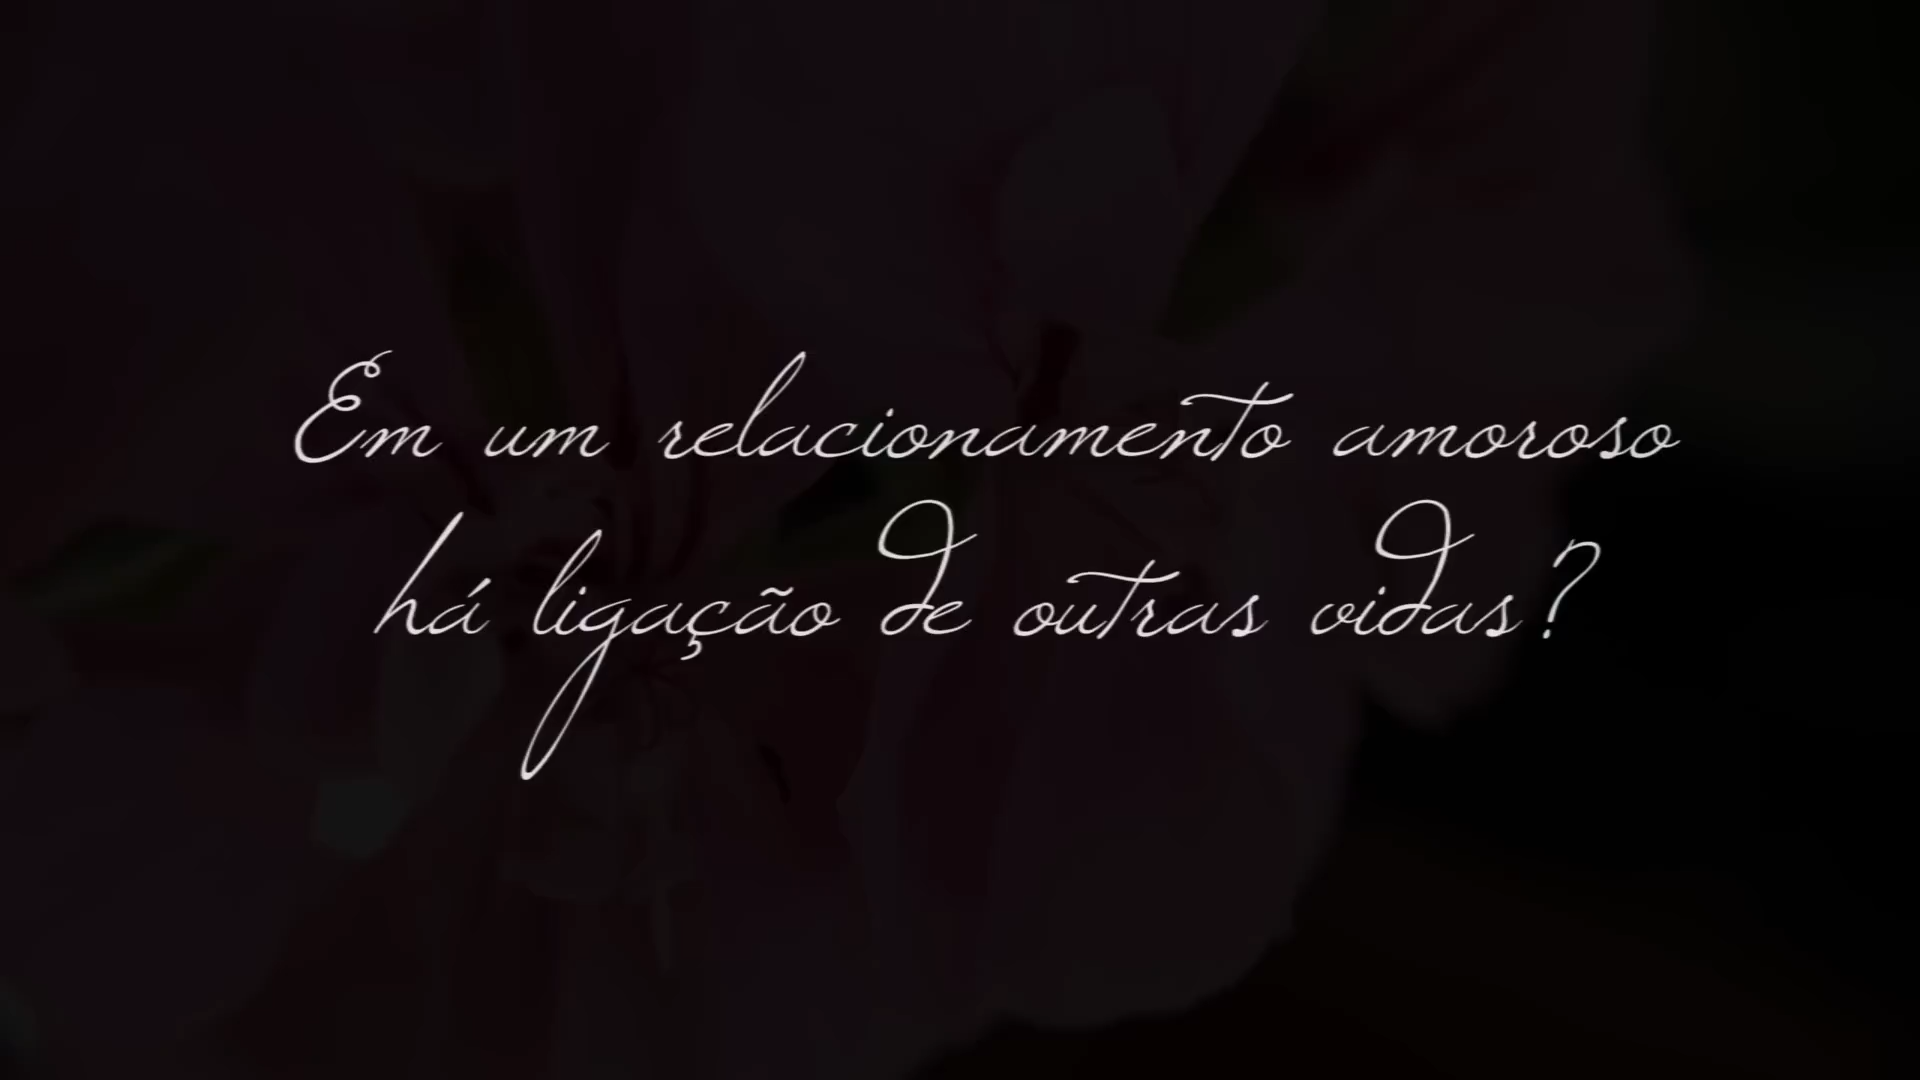 Em um relacionamento amoroso
há ligação de outras vidas?